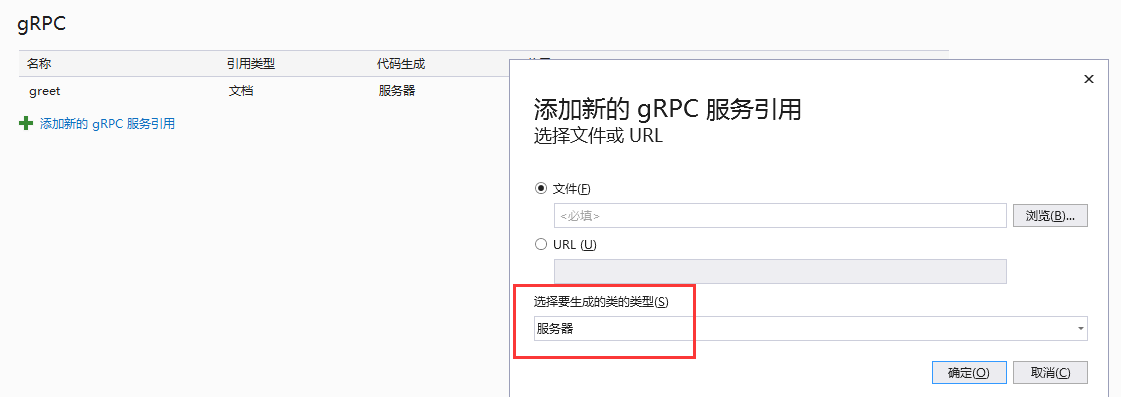 gRPC
名称 引用类型 代码生成
greet 文档 服务器
添加新的 gRPC 服务引用
添加新的 gRPC 服务引用
选择文件或 URL
文件(F)
<必填> 浏览(B)...
URL (U)
选择要生成的类的类型(S)
服务器
确定(O) 取消(C)